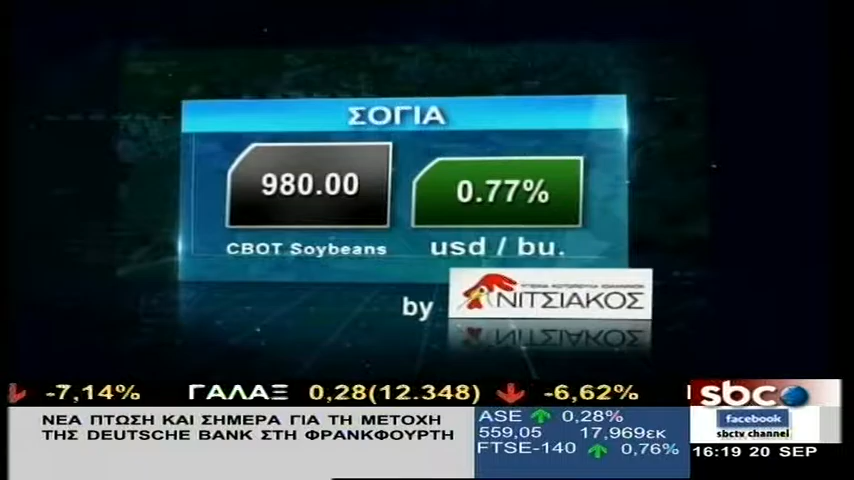 ΣΟΓΙΑ
980.00
0.77%
CBOT Soybeans
usd / bu.
by
ΝΙΤΣΙΑΚΟΣ
-7,14% ΓΑΛΑΞ 0,28(12.348) -6,62%
sbc
facebook
sbctv channel
ΝΕΑ ΠΤΩΣΗ ΚΑΙ ΣΗΜΕΡΑ ΓΙΑ ΤΗ ΜΕΤΟΧΗ
ΤΗΣ DEUTSCHE BANK ΣΤΗ ΦΡΑΝΚΦΟΥΡΤΗ
ASE 0,28%
559,05 17,969εκ
FTSE-140 0,76%
16:19 20 SEP